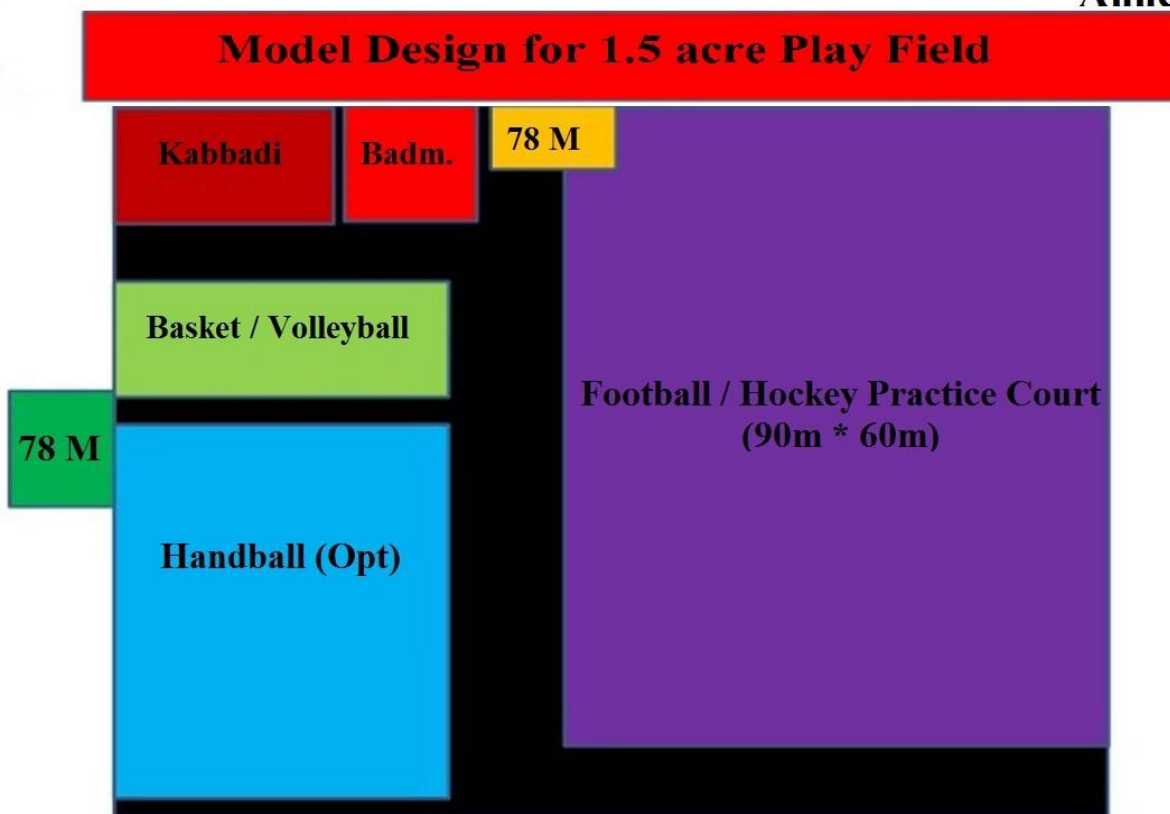 Model Design for 1.5 acre Play Field
Kabbadi
Badm.
78 M
Basket / Volleyball
Football / Hockey Practice Court
(90m * 60m)
78 M
Handball (Opt)